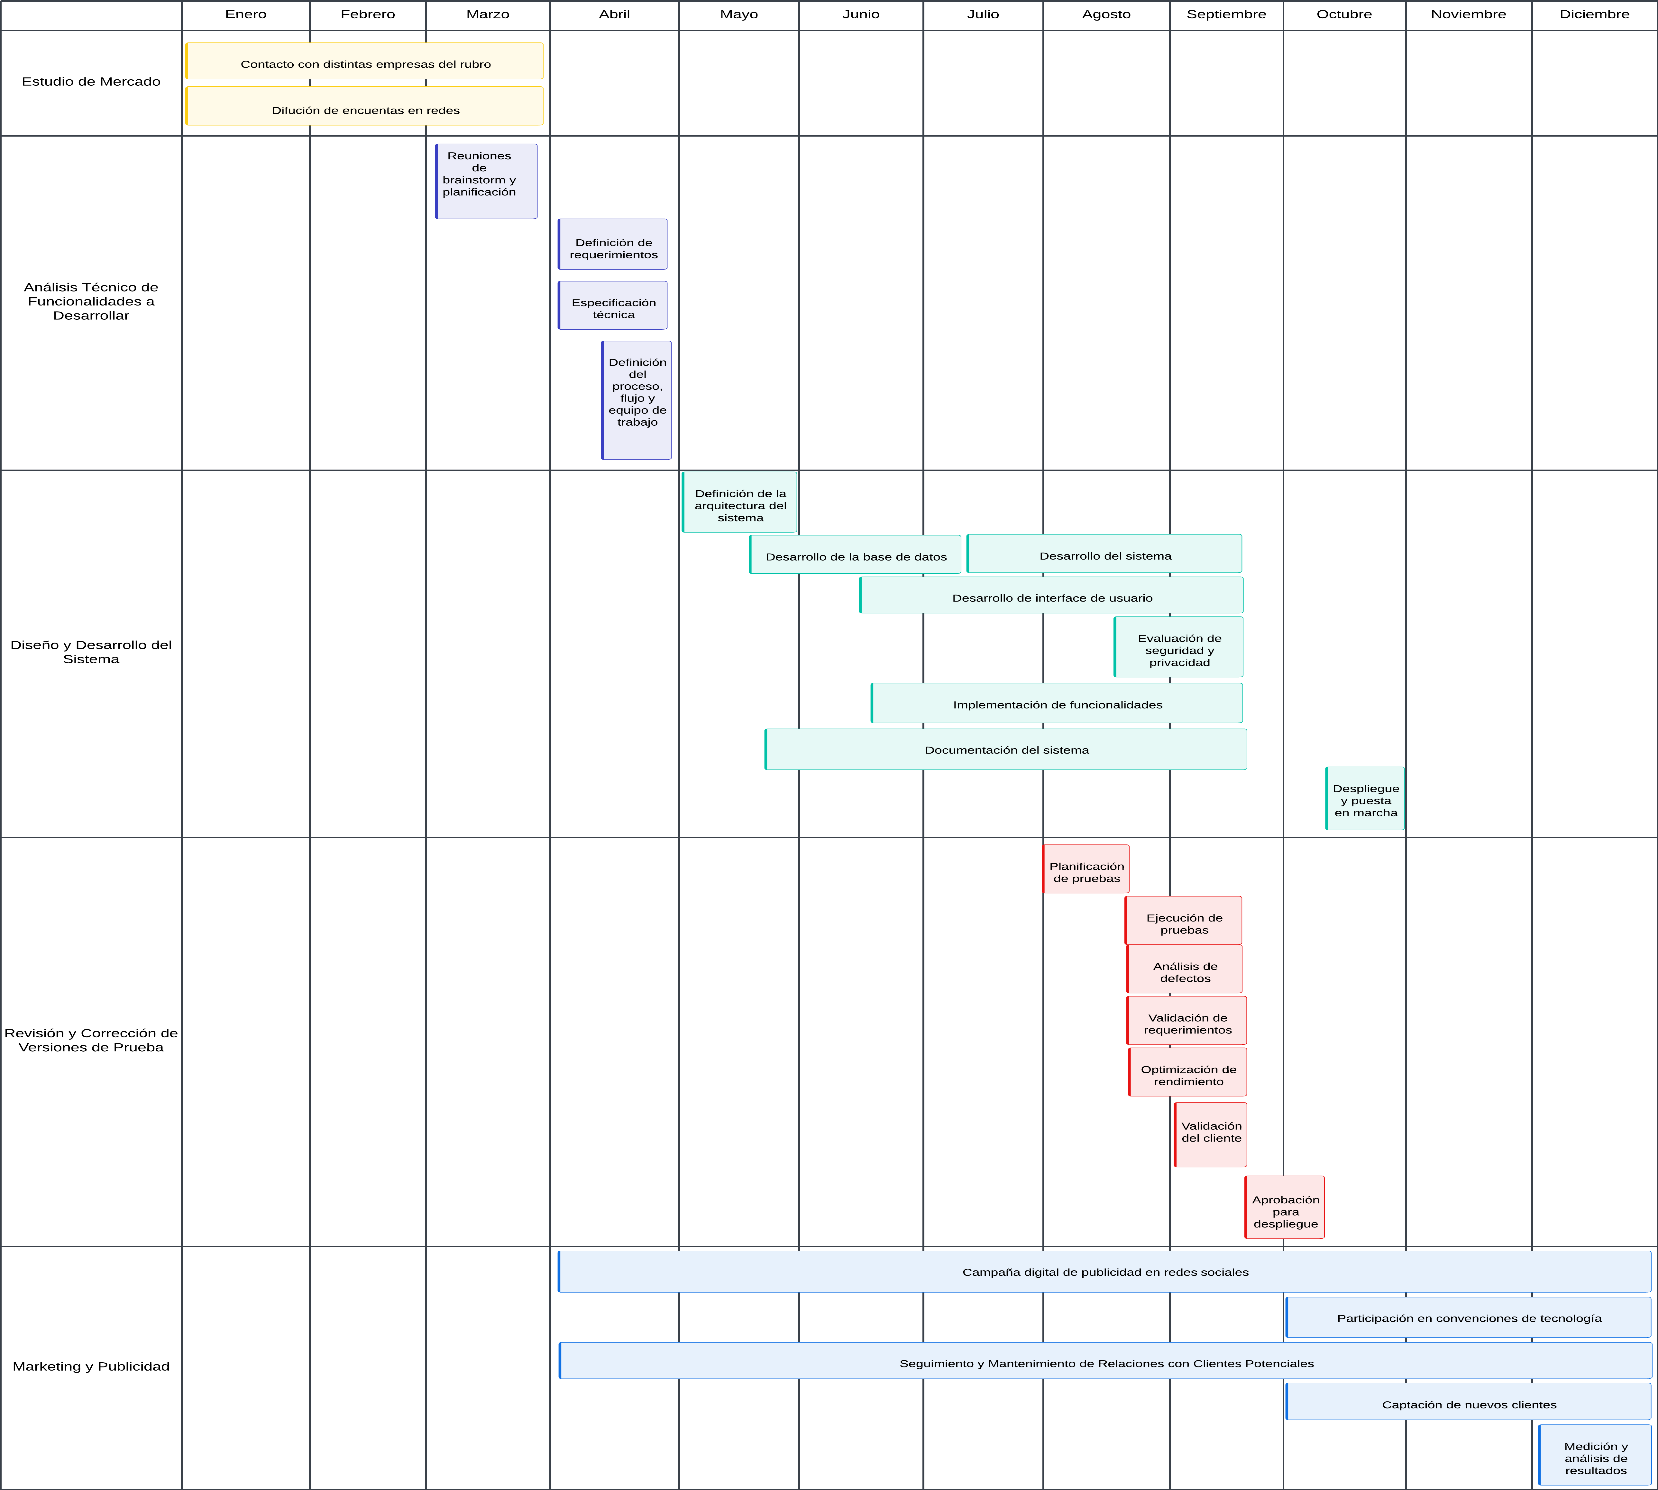 Enero Febrero Marzo Abril Mayo Junio Julio Agosto Septiembre Octubre Noviembre Diciembre
Estudio de Mercado
Contacto con distintas empresas del rubro
Difución de encuentas en redes
Análisis Técnico de
Funcionalidades a
Desarrollar
Reuniones
de
brainstorm y
planificación
Definición de
requerimientos
Especificación
técnica
Definición
del
proceso,
flujo y
equipo de
trabajo
Diseño y Desarrollo del
Sistema
Definición de la
arquitectura del
sistema
Desarrollo de la base de datos
Desarrollo del sistema
Desarrollo de interface de usuario
Evaluación de
seguridad y
privacidad
Implementación de funcionalidades
Documentación del sistema
Despliegue
y puesta
en marcha
Revisión y Corrección de
Versiones de Prueba
Planificación
de pruebas
Ejecución de
pruebas
Análisis de
defectos
Validación de
requerimientos
Optimización de
rendimiento
Validación
del cliente
Aprobación
para
despliegue
Marketing y Publicidad
Campaña digital de publicidad en redes sociales
Participación en convenciones de tecnología
Seguimiento y Mantenimiento de Relaciones con Clientes Potenciales
Captación de nuevos clientes
Medición y
análisis de
resultados